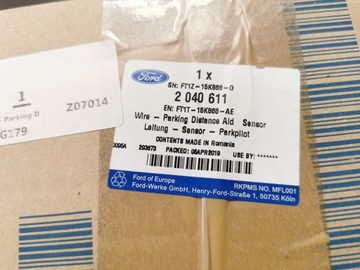 1
Parking D
Z07014
G179
Ford
1 x
SN: FT1Z-15K868-G
2 040 611
EN: FT1T-15K868-AE
Wire - Parking Distance Aid Sensor
Leitung - Sensor - Parkpilot
CONTENTS MADE IN Romania
293673 PACKED: 05APR2019 USE BY: *******
Ford of Europe
Ford-Werke GmbH, Henry-Ford-Straße 1, 50735 Köln
RKPMS NO. MFL001